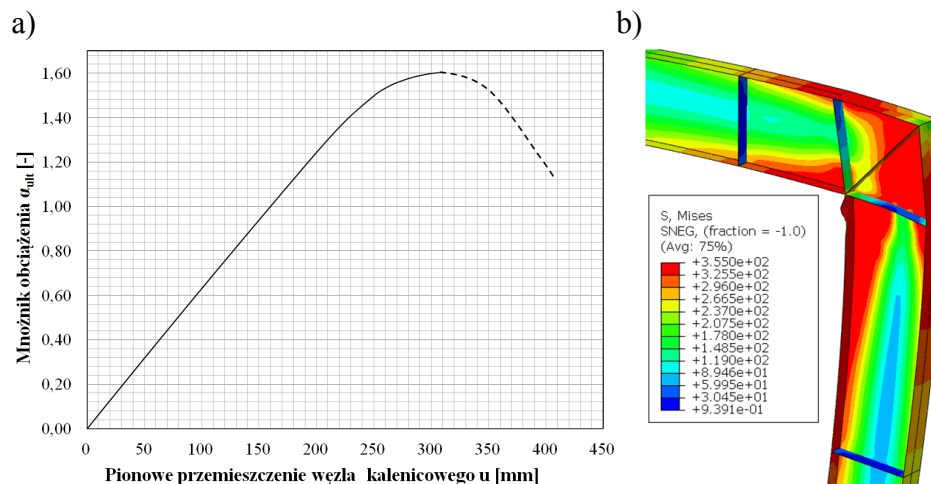 a)
b)
1,60
1,40
1,20
1,00
0,80
0,60
0,40
0,20
0,00
Mnożnik obciążenia αult [-]
0 50 100 150 200 250 300 350 400 450
Pionowe przemieszczenie węzła kalenicowego u [mm]
S, Mises
SNEG, (fraction = -1.0)
(Avg: 75%)
+3.550e+02
+3.255e+02
+2.960e+02
+2.665e+02
+2.370e+02
+2.075e+02
+1.780e+02
+1.485e+02
+1.190e+02
+8.946e+01
+5.995e+01
+3.045e+01
+9.391e-01